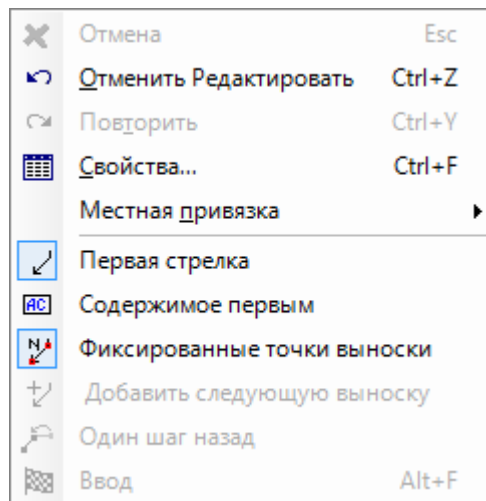 Отмена Esc
Отменить Редактировать Ctrl+Z
Повторить Ctrl+Y
Свойства... Ctrl+F
Местная привязка
Первая стрелка
AC Содержимое первым
N Фиксированные точки выноски
Добавить следующую выноску
Один шаг назад
Ввод Alt+F